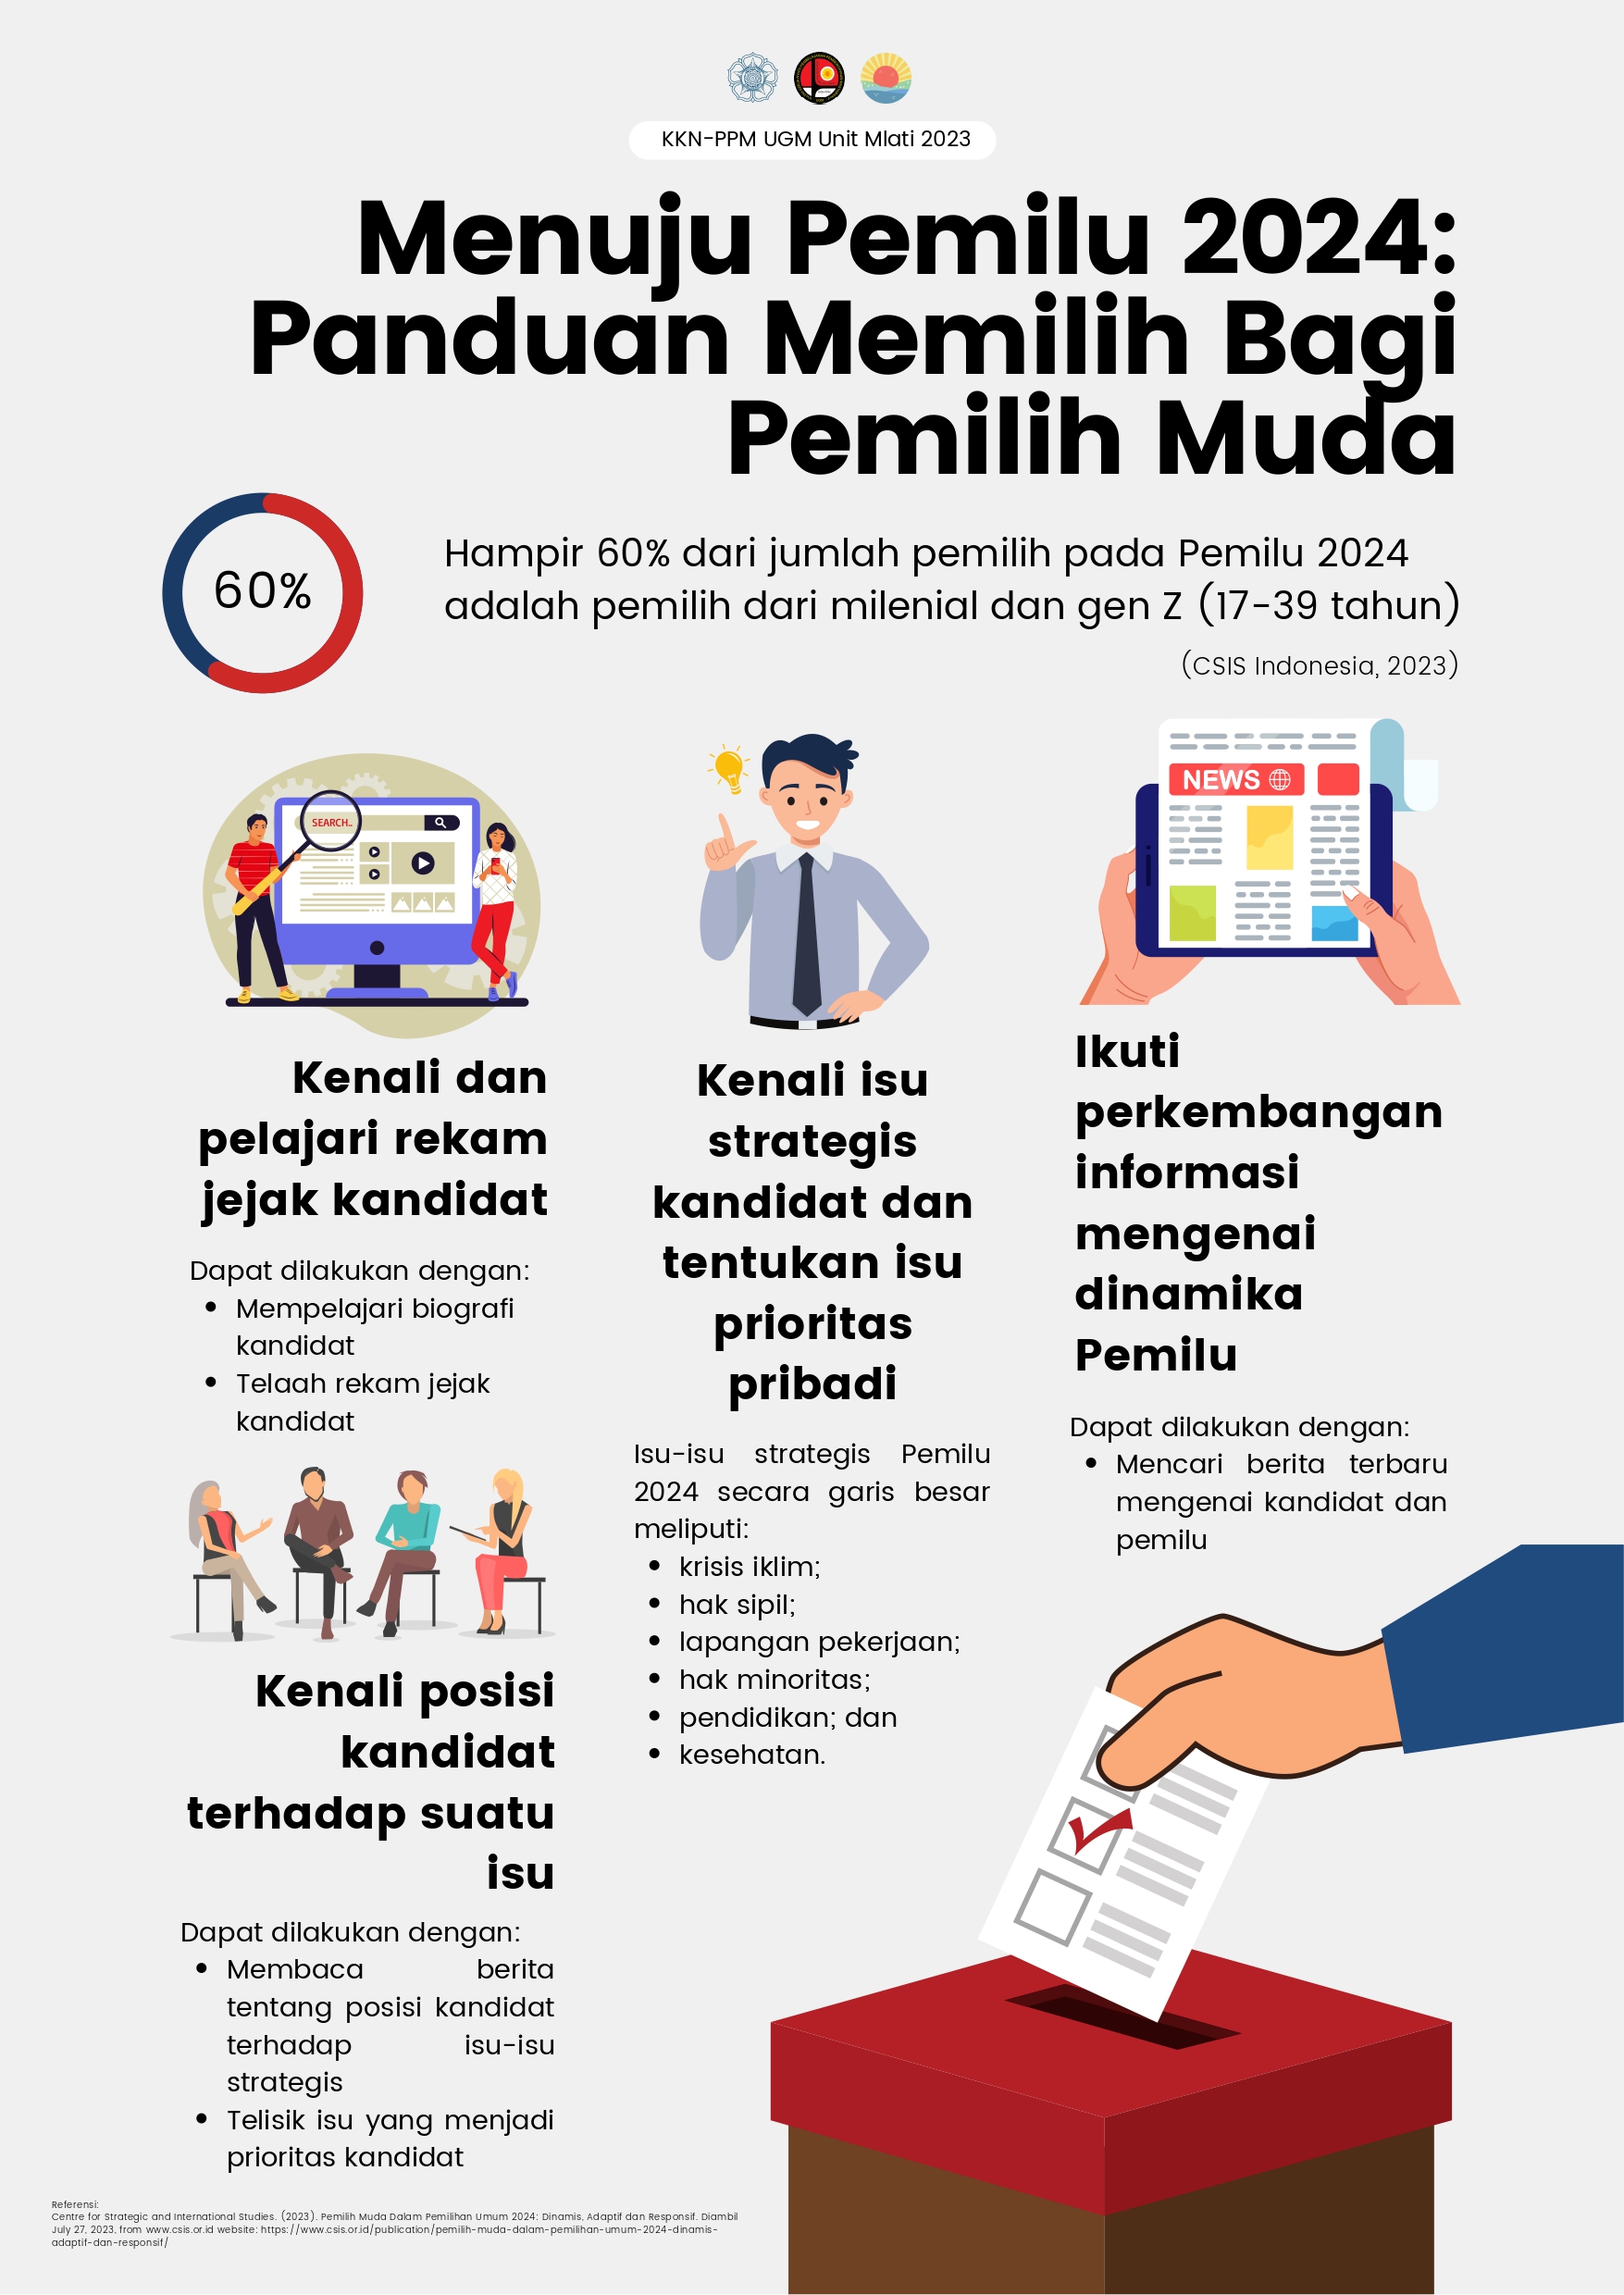 KKN-PPM UGM Unit Mlati 2023
Menuju Pemilu 2024:
Panduan Memilih Bagi
Pemilih Muda
60%
Hampir 60% dari jumlah pemilih pada Pemilu 2024
adalah pemilih dari milenial dan gen Z (17-39 tahun)
(CSIS Indonesia, 2023)
SEARCH..
Kenali dan
pelajari rekam
jejak kandidat
Dapat dilakukan dengan:
• Mempelajari biografi
kandidat
• Telaah rekam jejak
kandidat
Kenali posisi
kandidat
terhadap suatu
isu
Dapat dilakukan dengan:
• Membaca berita
tentang posisi kandidat
terhadap isu-isu
strategis
• Telisik isu yang menjadi
prioritas kandidat
Kenali isu
strategis
kandidat dan
tentukan isu
prioritas
pribadi
Isu-isu strategis Pemilu
2024 secara garis besar
meliputi:
• krisis iklim;
• hak sipil;
• lapangan pekerjaan;
• hak minoritas;
• pendidikan; dan
• kesehatan.
NEWS
Ikuti
perkembangan
informasi
mengenai
dinamika
Pemilu
Dapat dilakukan dengan:
• Mencari berita terbaru
mengenai kandidat dan
pemilu
Referensi:
Centre for Strategic and International Studies. (2023). Pemilih Muda Dalam Pemilihan Umum 2024: Dinamis, Adaptif dan Responsif. Diambil
July 27, 2023, from www.csis.or.id website: https://www.csis.or.id/publication/pemilih-muda-dalam-pemilihan-umum-2024-dinamis-
adaptif-dan-responsif/